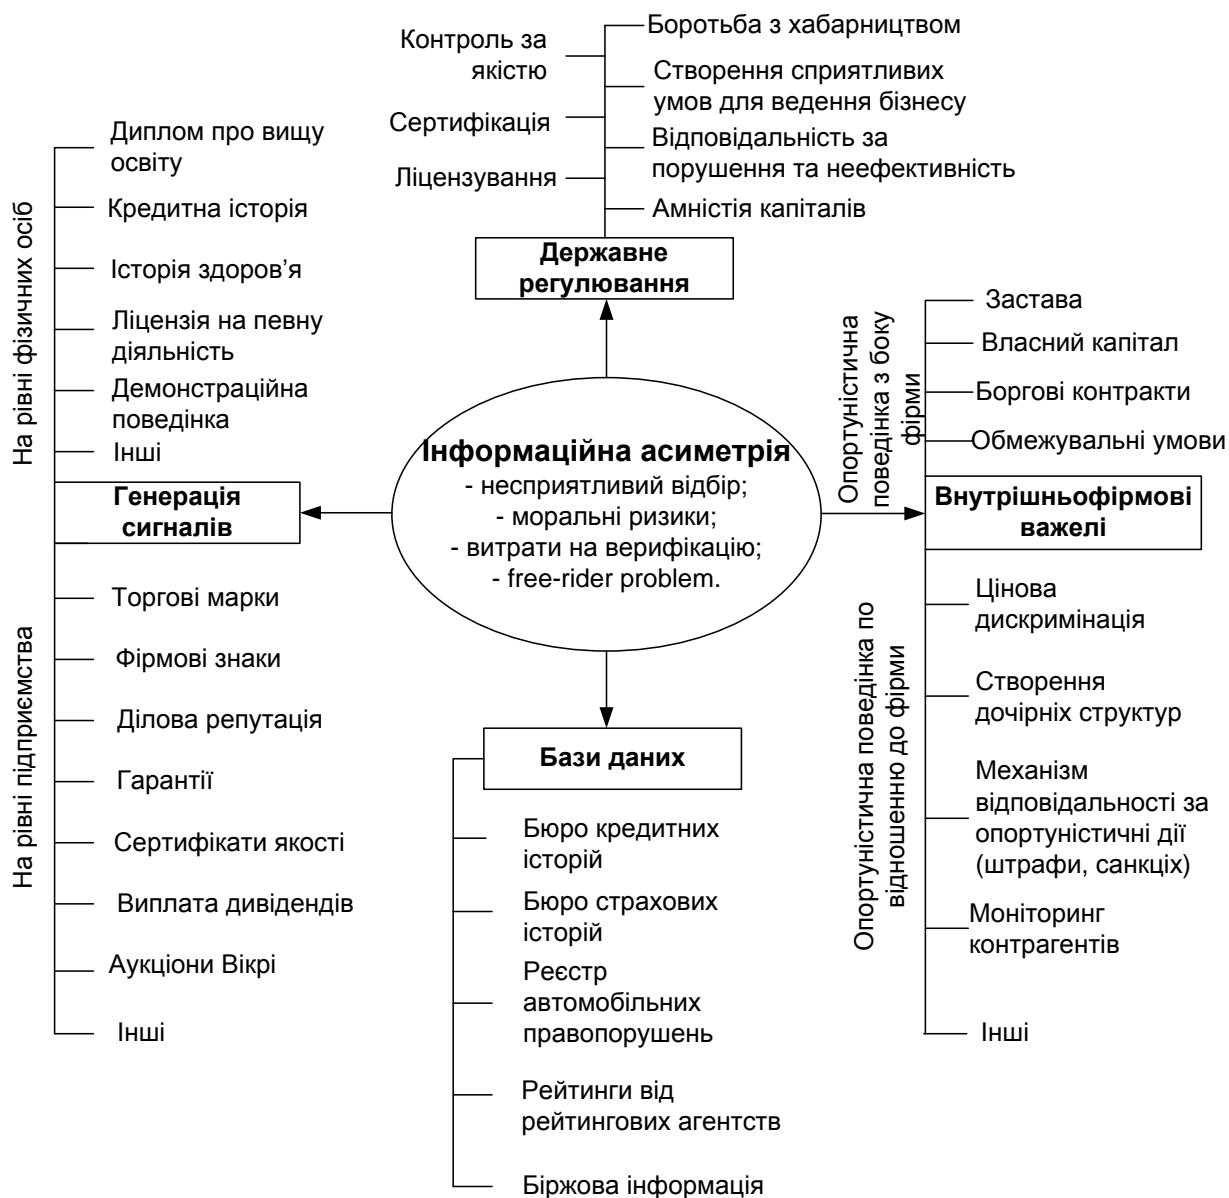 Контроль за
якістю
Сертифікація
Ліцензування
Боротьба з хабарництвом
Створення сприятливих
умов для ведення бізнесу
Відповідальність за
порушення та неефективність
Амністія капіталів
Державне
регулювання
На рівні фізичних осіб
Диплом про вищу
освіту
Кредитна історія
Історія здоров’я
Ліцензія на певну
діяльність
Демонстраційна
поведінка
Інші
Генерація
сигналів
На рівні підприємства
Торгові марки
Фірмові знаки
Ділова репутація
Гарантії
Сертифікати якості
Виплата дивідендів
Аукціони Вікрі
Інші
Інформаційна асиметрія
- несприятливий відбір;
- моральні ризики;
- витрати на верифікацію;
- free-rider problem.
Опортуністична
поведінка з боку
фірми
Застава
Власний капітал
Боргові контракти
Обмежувальні умови
Внутрішньофірмові
важелі
Опортуністична поведінка по
відношенню до фірми
Цінова
дискримінація
Створення
дочірніх структур
Механізм
відповідальності за
опортуністичні дії
(штрафи, санкціх)
Моніторинг
контрагентів
Інші
Бази даних
Бюро кредитних
історій
Бюро страхових
історій
Реєстр
автомобільних
правопорушень
Рейтинги від
рейтингових агентств
Біржова інформація